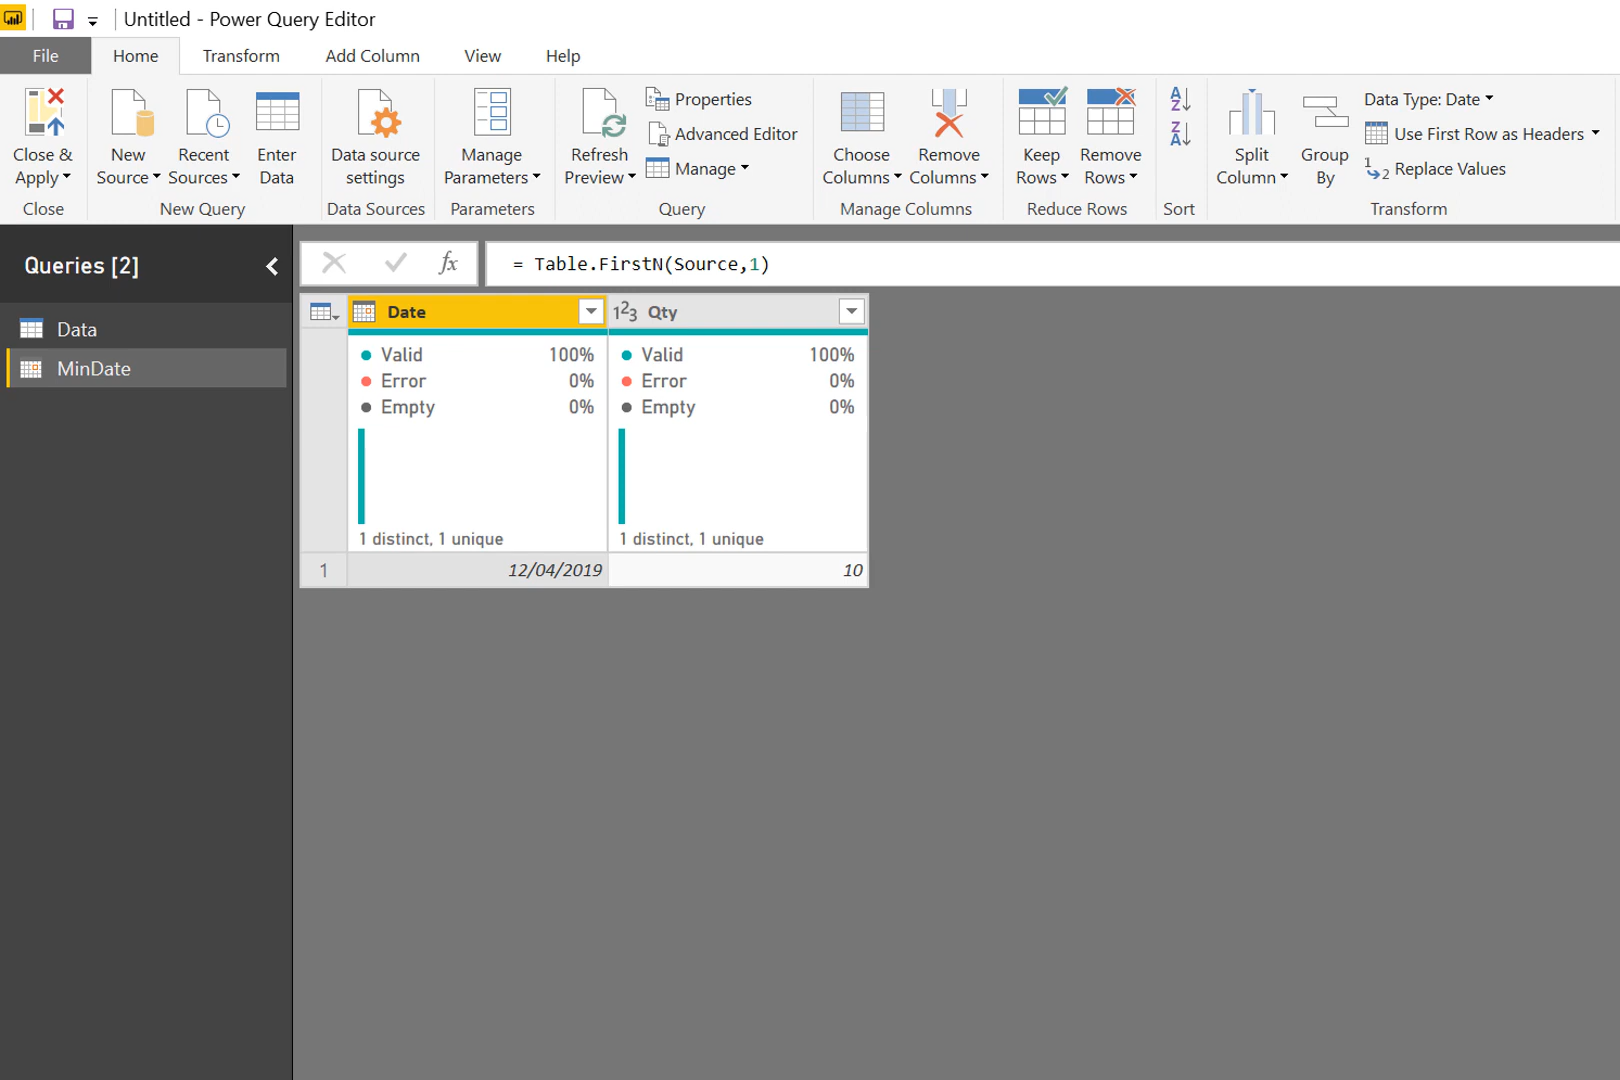 Untitled - Power Query Editor
File Home Transform Add Column View Help
Close & Apply
New Source
Recent Sources
Enter Data
Data source settings
Manage Parameters
Refresh Preview
Properties
Advanced Editor
Manage
Choose Columns
Remove Columns
Keep Rows
Remove Rows
A Z
Z A
Split Column
Group By
Data Type: Date
Use First Row as Headers
1 2 Replace Values
Close New Query Data Sources Parameters Query Manage Columns Reduce Rows Sort Transform
Queries [2]
Data
MinDate
fx = Table.FirstN(Source,1)
Date 123 Qty
Valid 100% Valid 100%
Error 0% Error 0%
Empty 0% Empty 0%
1 distinct, 1 unique 1 distinct, 1 unique
1 12/04/2019 10